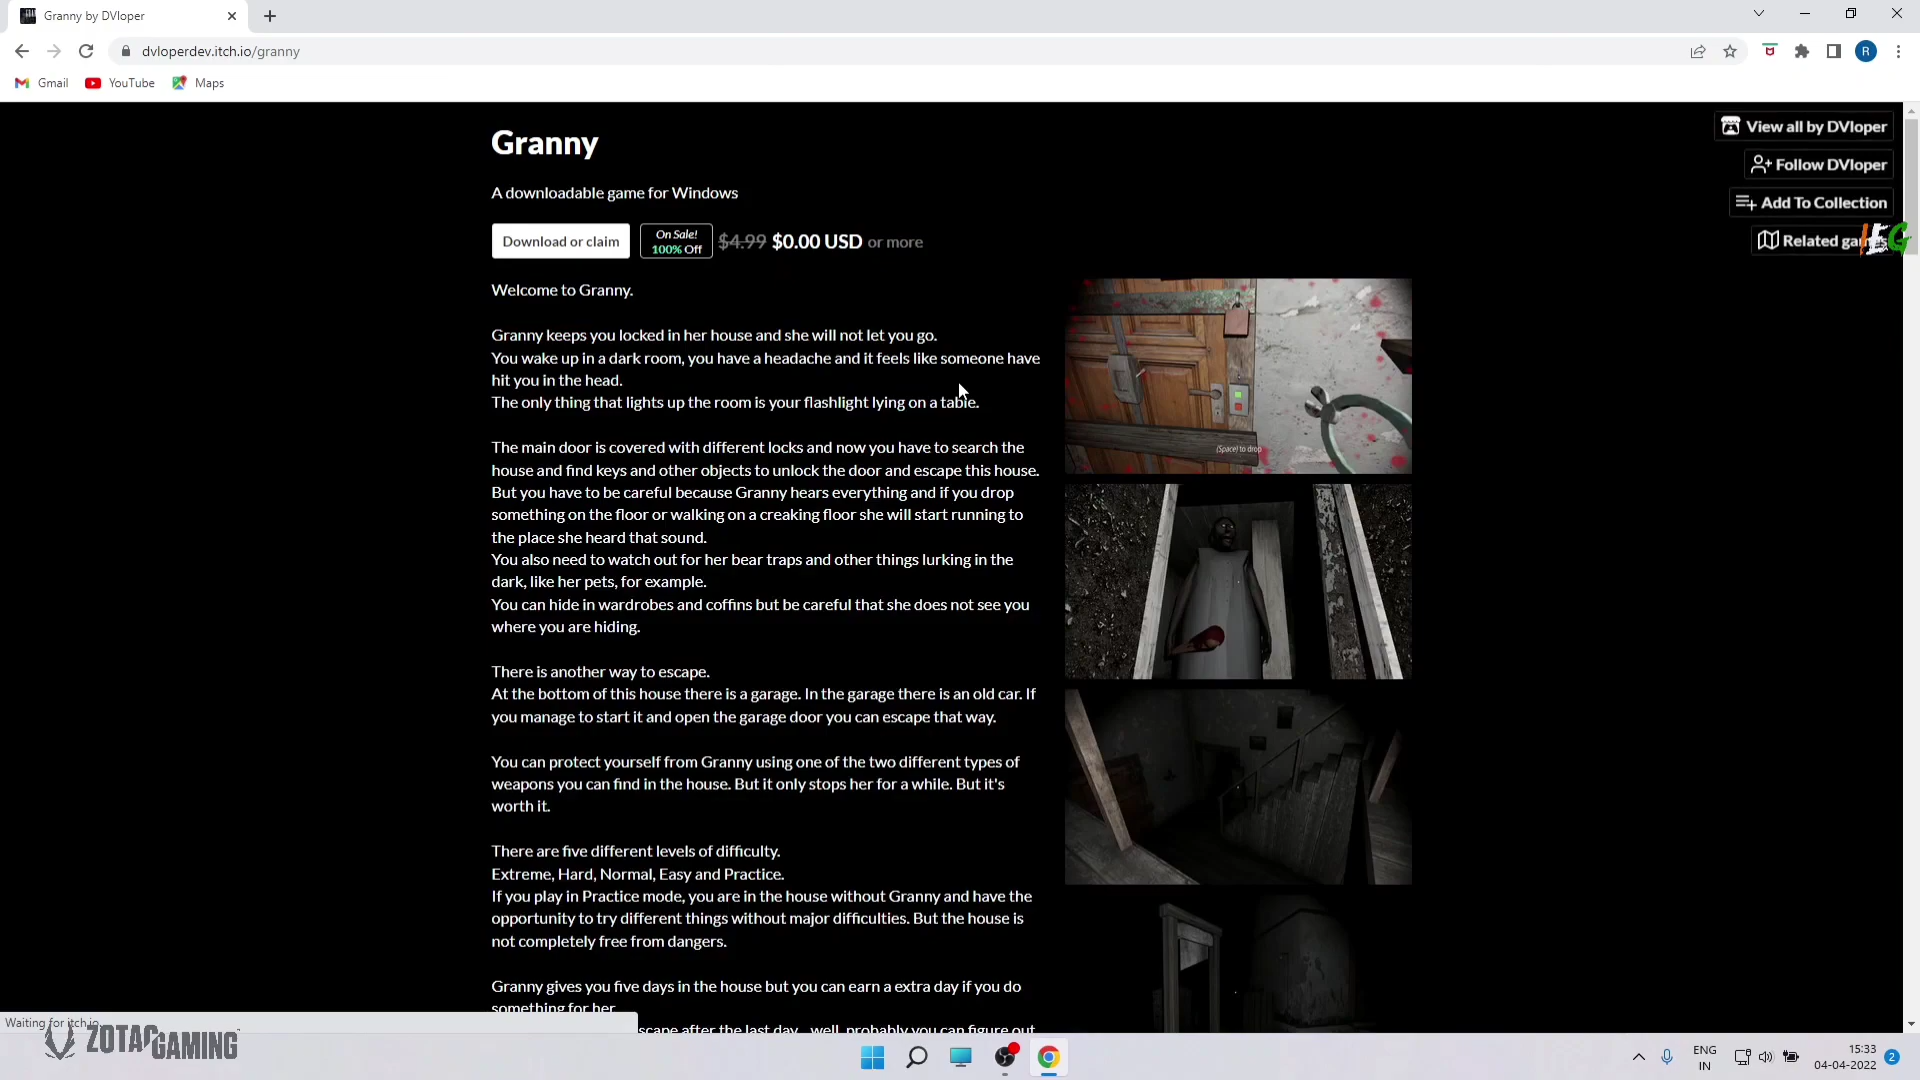 Granny by DVloper
dvloperdev.itch.io/granny
R
Gmail
YouTube
Maps
Granny
A downloadable game for Windows
Download or claim
On Sale!
100% Off
$4.99 $0.00 USD or more
View all by DVloper
Follow DVloper
Add To Collection
Related
IEG
Welcome to Granny.
Granny keeps you locked in her house and she will not let you go.
You wake up in a dark room, you have a headache and it feels like someone have
hit you in the head.
The only thing that lights up the room is your flashlight lying on a table.
The main door is covered with different locks and now you have to search the
house and find keys and other objects to unlock the door and escape this house.
But you have to be careful because Granny hears everything and if you drop
something on the floor or walking on a creaking floor she will start running to
the place she heard that sound.
You also need to watch out for her bear traps and other things lurking in the
dark, like her pets, for example.
You can hide in wardrobes and coffins but be careful that she does not see you
where you are hiding.
There is another way to escape.
At the bottom of this house there is a garage. In the garage there is an old car. If
you manage to start it and open the garage door you can escape that way.
You can protect yourself from Granny using one of the two different types of
weapons you can find in the house. But it only stops her for a while. But it's
worth it.
There are five different levels of difficulty.
Extreme, Hard, Normal, Easy and Practice.
If you play in Practice mode, you are in the house without Granny and have the
opportunity to try different things without major difficulties. But the house is
not completely free from dangers.
Granny gives you five days in the house but you can earn a extra day if you do
something for her
scape after the last day... well, probably you can figure out
(Space) to drop
Waiting for itch.io
ZOTAC GAMING
ENG
IN
15:33
04-04-2022
2